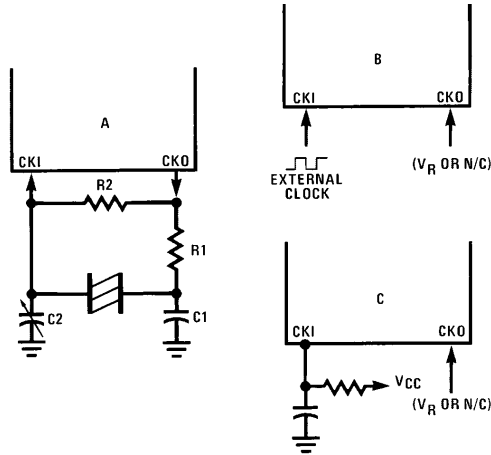 A
CKI
CKO
R2
R1
C2
C1
B
CKI
CKO
EXTERNAL
CLOCK
(VR OR N/C)
C
CKI
CKO
VCC
(VR OR N/C)